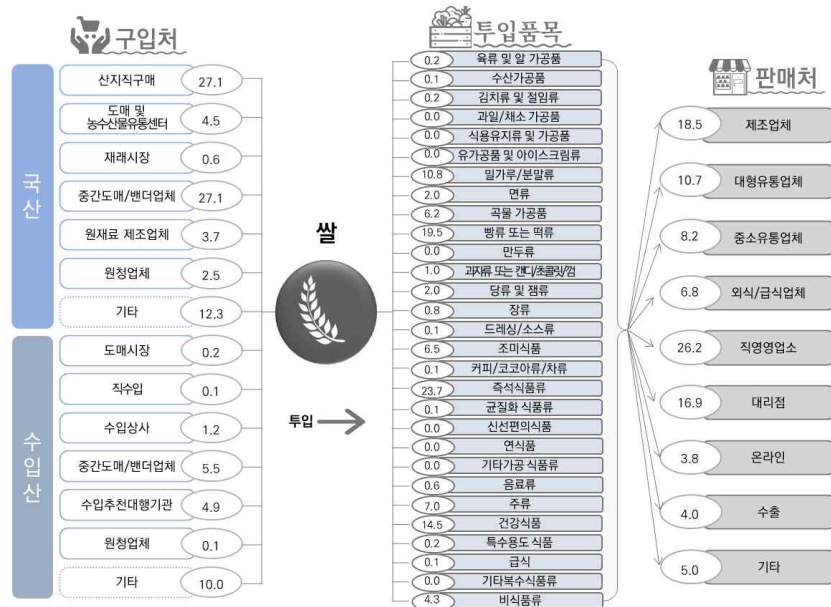 구입처
국산
산지직구매 27.1
도매 및
농수산물유통센터 4.5
재래시장 0.6
중간도매/밴더업체 27.1
원재료 제조업체 3.7
원청업체 2.5
기타 12.3
수입산
도매시장 0.2
직수입 0.1
수입상사 1.2
중간도매/밴더업체 5.5
수입추천대행기관 4.9
원청업체 0.1
기타 10.0
쌀
투입
투입품목
0.2 육류 및 알 가공품
0.1 수산가공품
0.2 김치류 및 절임류
0.0 과일/채소 가공품
0.0 식용유지류 및 가공품
0.0 유가공품 및 아이스크림류
10.8 밀가루/분말류
2.0 면류
6.2 곡물 가공품
19.5 빵류 또는 떡류
0.0 만두류
1.0 과자류 또는 캔디/초콜릿/껌
2.0 당류 및 잼류
0.8 장류
0.1 드레싱/소스류
6.5 조미식품
0.1 커피/코코아류/차류
23.7 즉석식품류
0.1 균질화 식품류
0.0 신선편의식품
0.0 연식품
0.0 기타가공 식품류
0.6 음료류
7.0 주류
14.5 건강식품
0.2 특수용도 식품
0.1 급식
0.0 기타복수식품류
4.3 비식품류
판매처
18.5 제조업체
10.7 대형유통업체
8.2 중소유통업체
6.8 외식/급식업체
26.2 직영영업소
16.9 대리점
3.8 온라인
4.0 수출
5.0 기타